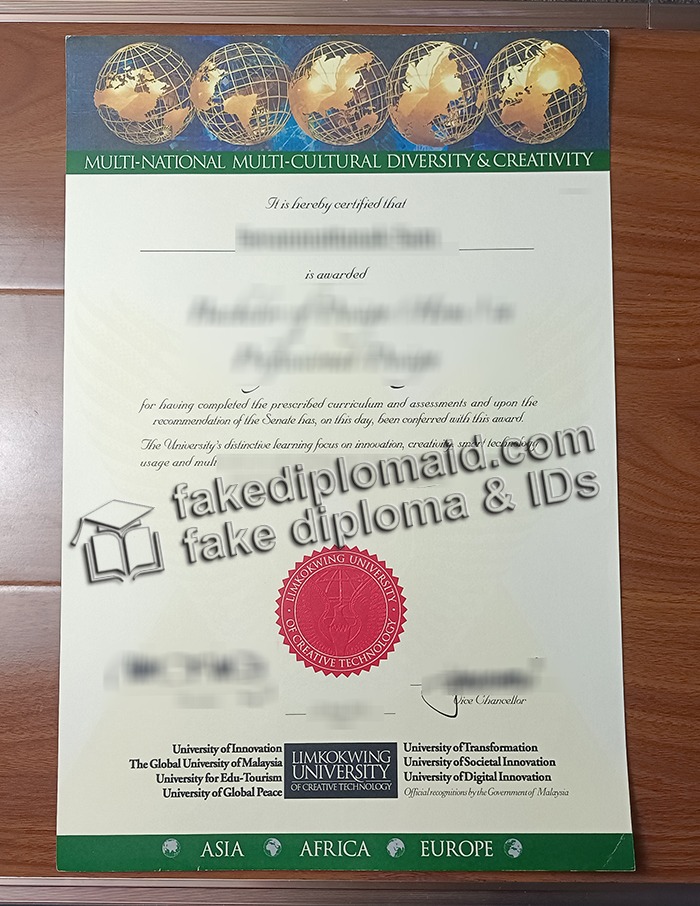 MULTI-NATIONAL MULTI-CULTURAL DIVERSITY & CREATIVITY
It is hereby certified that
is awarded
for having completed the prescribed curriculum and assessments and upon the
recommendation of the Senate has, on this day, been conferred with this award.
The University's distinctive learning focus on innovation, creativity, smart technology
usage and
fakediplomaid.com
fake diploma & IDs
LIMKOKWING UNIVERSITY
OF CREATIVE TECHNOLOGY
Vice Chancellor
University of Innovation
The Global University of Malaysia
University for Edu-Tourism
University of Global Peace
LIMKOKWING
UNIVERSITY
OF CREATIVE TECHNOLOGY
University of Transformation
University of Societal Innovation
University of Digital Innovation
Official recognitions by the Government of Malaysia
ASIA AFRICA EUROPE